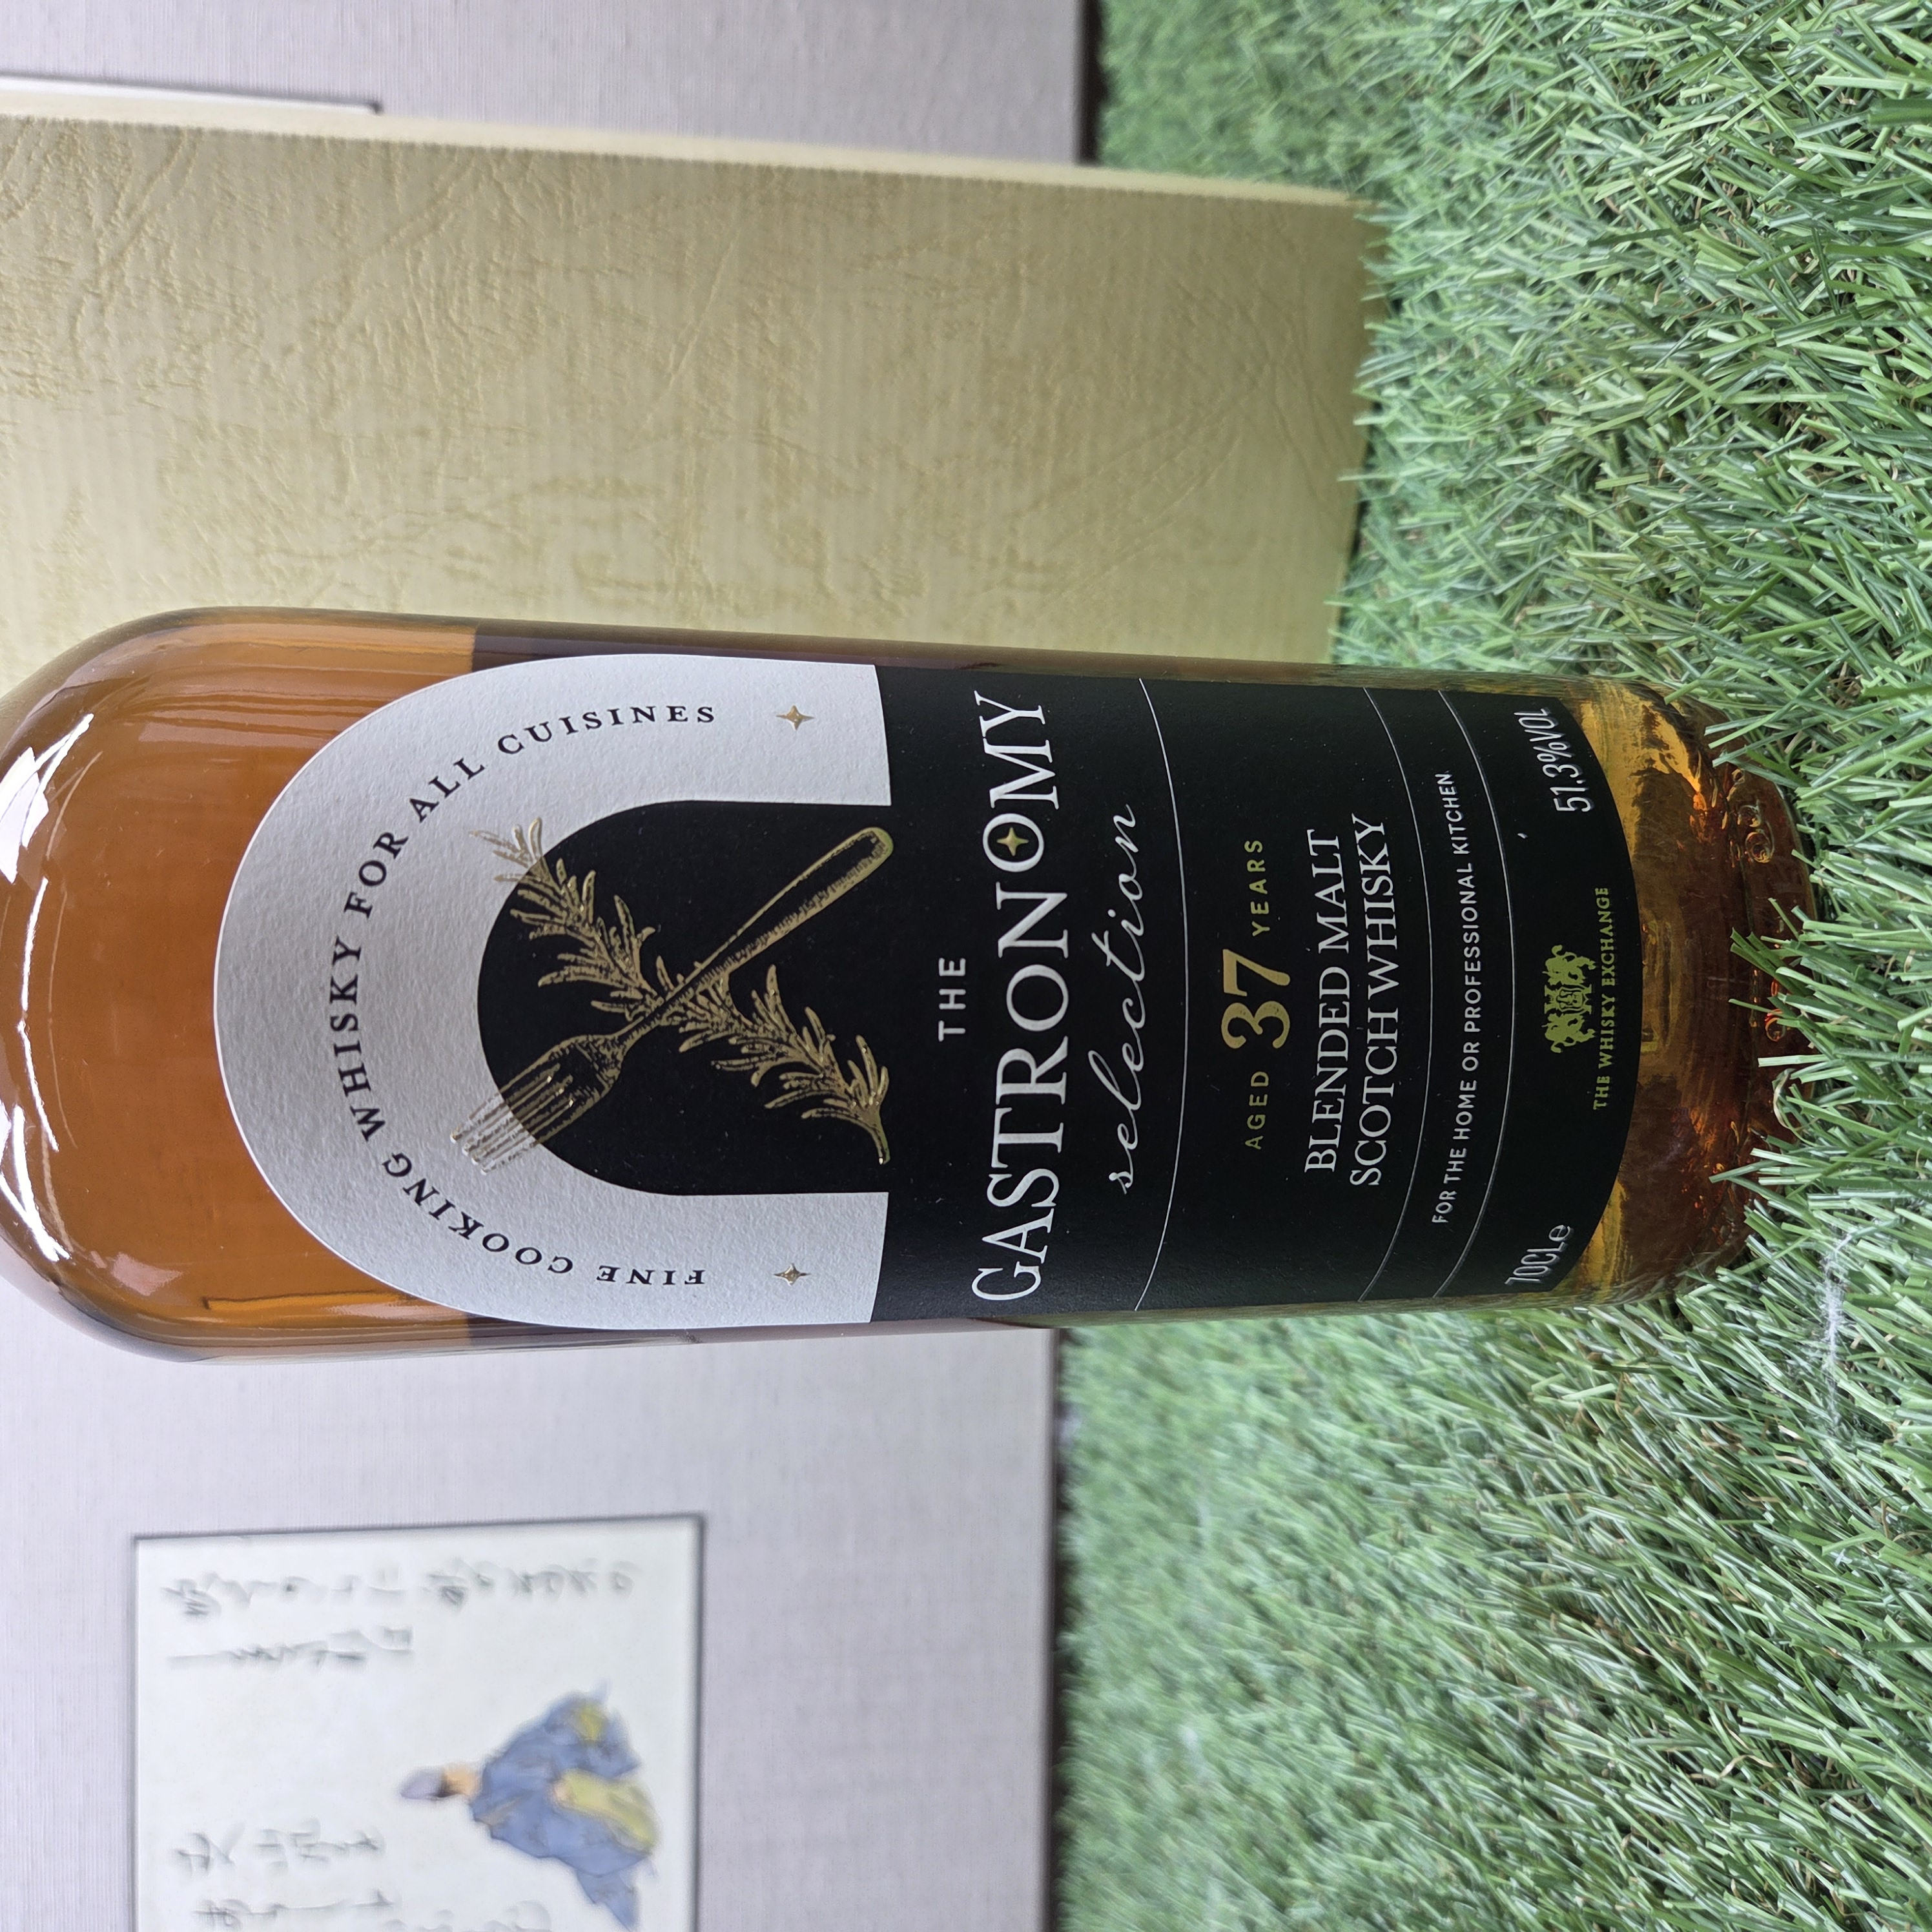 FINE COOKING WHISKY FOR ALL CUISINES
THE
GASTRONOMY
selection
AGED 37 YEARS
BLENDED MALT
SCOTCH WHISKY
FOR THE HOME OR PROFESSIONAL KITCHEN
70CLe
51.3%VOL
THE WHISKY EXCHANGE